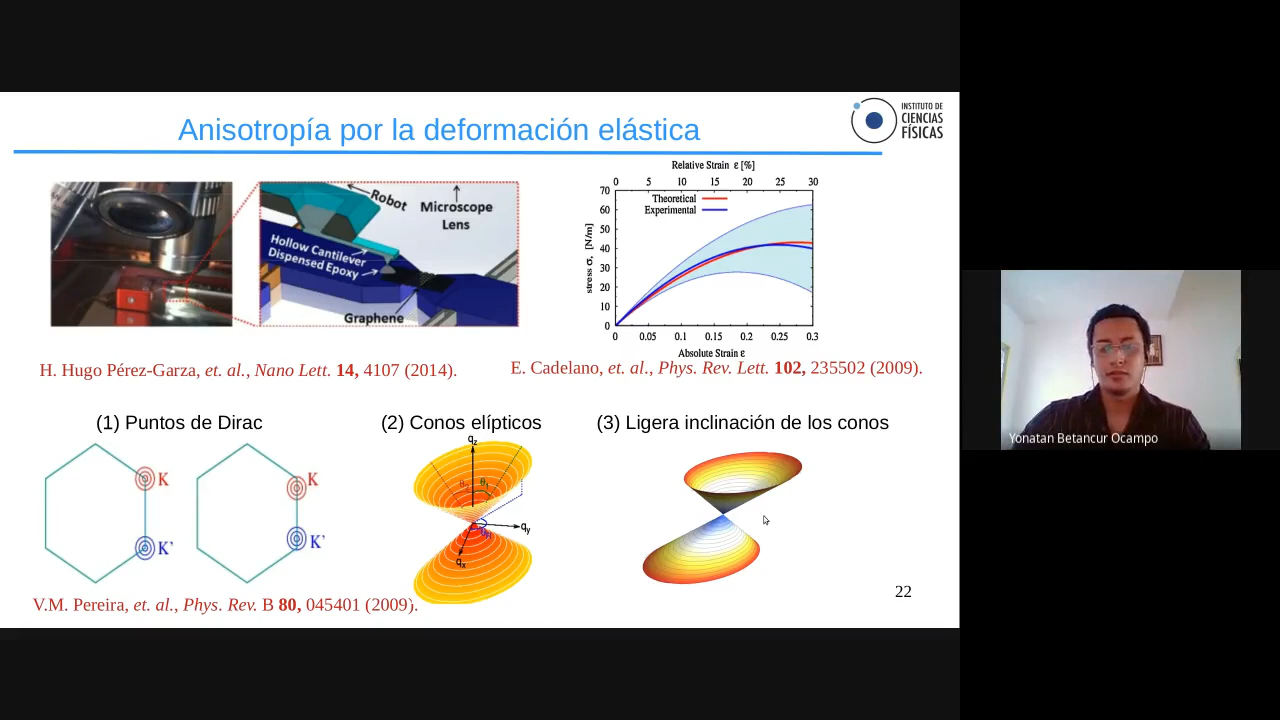 Anisotropía por la deformación elástica
INSTITUTO DE
CIENCIAS
FÍSICAS
Robot
Microscope
Lens
Hollow Cantilever
Dispensed Epoxy
Graphene
Relative Strain ε [%]
0 5 10 15 20 25 30
Theoretical
Experimental
stress σ, [N/m]
70
60
50
40
30
20
10
0
0 0.05 0.1 0.15 0.2 0.25 0.3
Absolute Strain ε
H. Hugo Pérez-Garza, et. al., Nano Lett. 14, 4107 (2014).
E. Cadelano, et. al., Phys. Rev. Lett. 102, 235502 (2009).
(1) Puntos de Dirac
(2) Conos elípticos
(3) Ligera inclinación de los conos
K
K'
K
K'
qz
qy
qx
V.M. Pereira, et. al., Phys. Rev. B 80, 045401 (2009).
22
Yonatan Betancur Ocampo